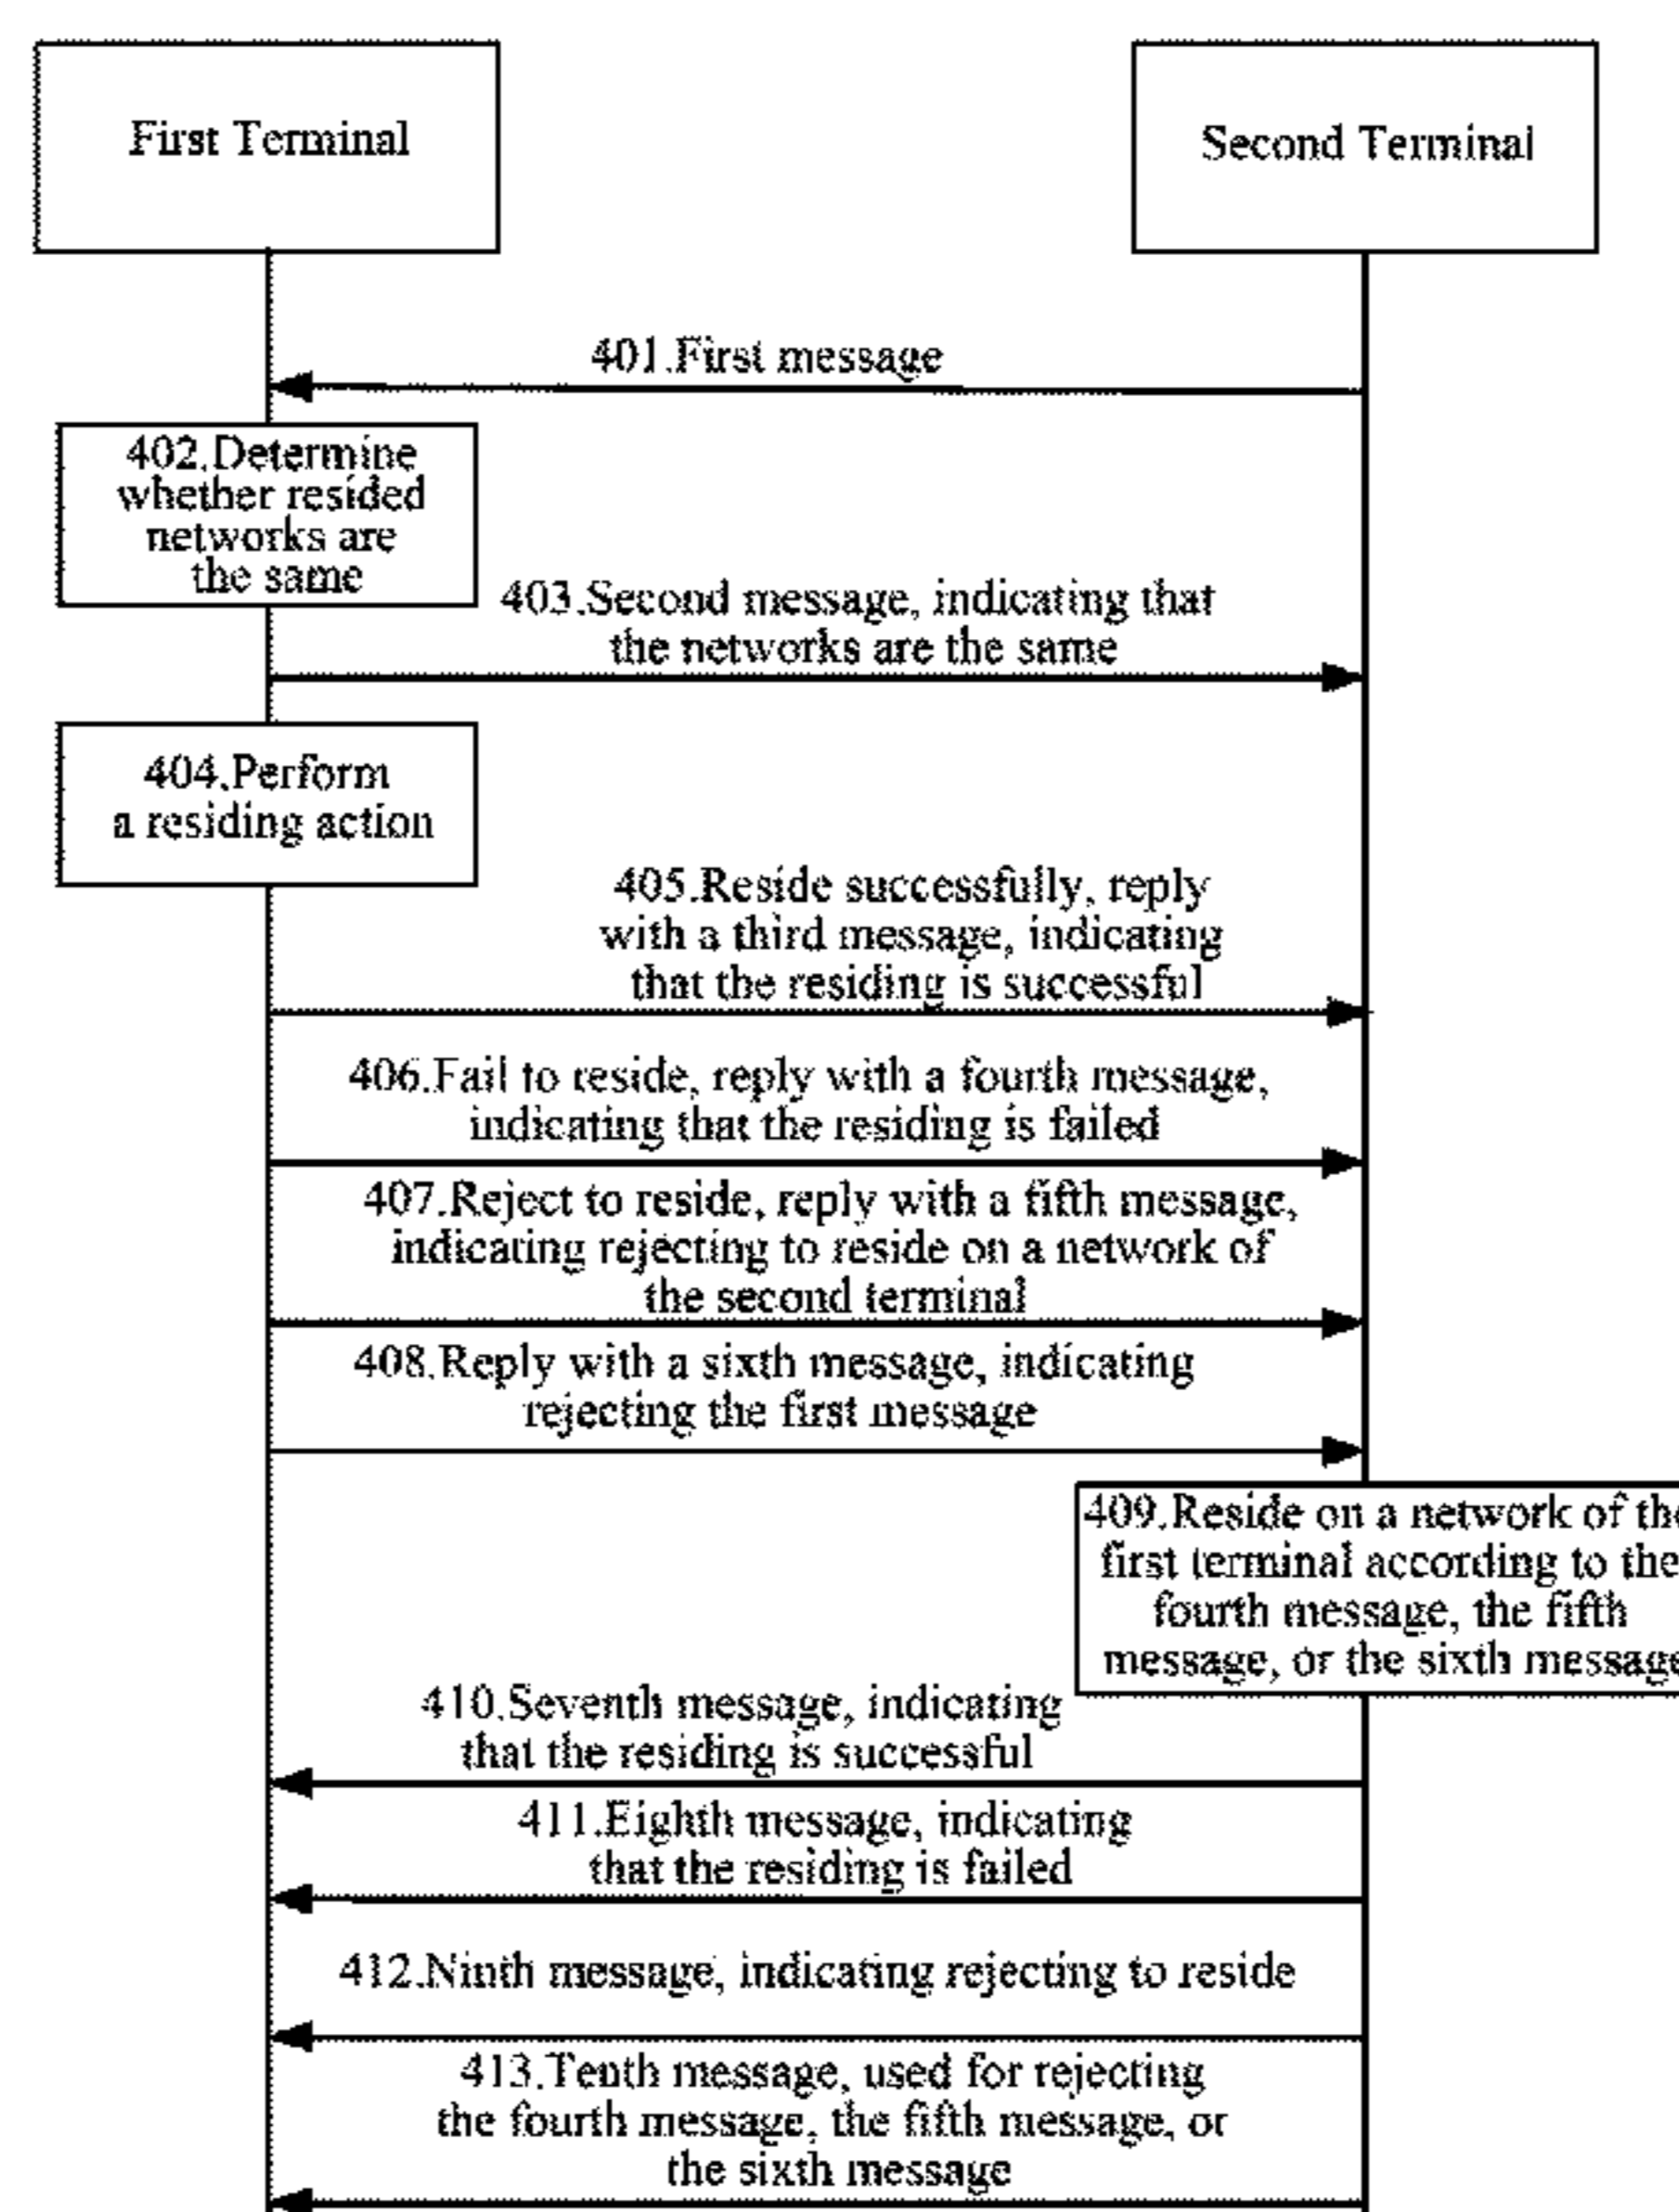 First Terminal
Second Terminal
401.First message
402.Determine
whether resided
networks are
the same
403.Second message, indicating that
the networks are the same
404.Perform
a residing action
405.Reside successfully, reply
with a third message, indicating
that the residing is successful
406.Fail to reside, reply with a fourth message,
indicating that the residing is failed
407.Reject to reside, reply with a fifth message,
indicating rejecting to reside on a network of
the second terminal
408.Reply with a sixth message, indicating
rejecting the first message
409.Reside on a network of the
first terminal according to the
fourth message, the fifth
message, or the sixth message
410.Seventh message, indicating
that the residing is successful
411.Eighth message, indicating
that the residing is failed
412.Ninth message, indicating rejecting to reside
413.Tenth message, used for rejecting
the fourth message, the fifth message, or
the sixth message